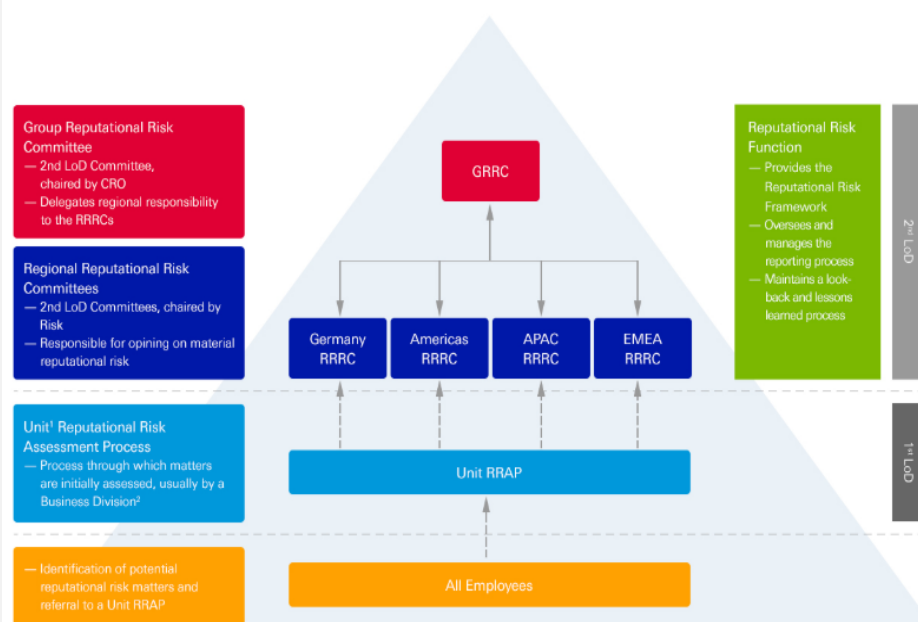 Group Reputational Risk
Committee
— 2nd LoD Committee,
chaired by CRO
— Delegates regional responsibility
to the RRRCs
Regional Reputational Risk
Committees
— 2nd LoD Committees, chaired by
Risk
— Responsible for opining on material
reputational risk
Unit¹ Reputational Risk
Assessment Process
— Process through which matters
are initially assessed, usually by a
Business Division²
— Identification of potential
reputational risk matters and
referral to a Unit RRAP
GRRC
Germany
RRRC
Americas
RRRC
APAC
RRRC
EMEA
RRRC
Unit RRAP
All Employees
Reputational Risk
Function
— Provides the
Reputational Risk
Framework
— Oversees and
manages the
reporting process
— Maintains a look-
back and lessons
learned process
2nd LoD
1st LoD